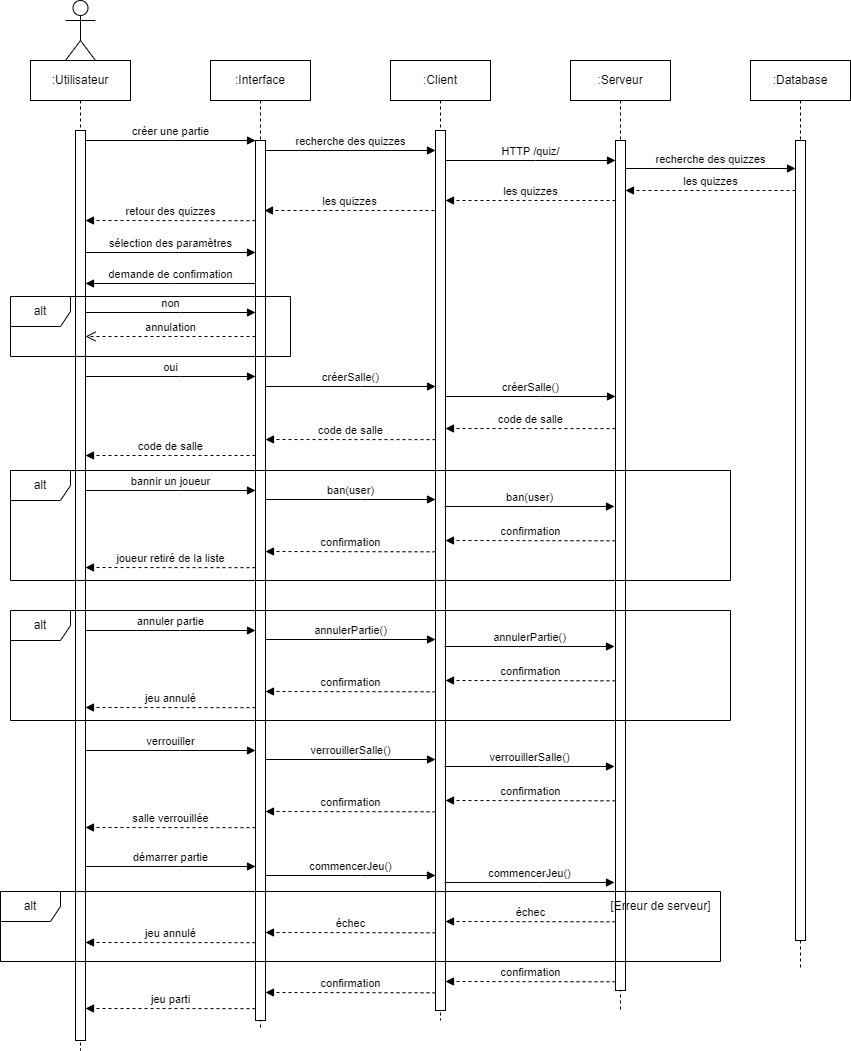 :Utilisateur
:Interface
:Client
:Serveur
:Database
créer une partie
recherche des quizzes
HTTP /quiz/
recherche des quizzes
les quizzes
les quizzes
les quizzes
retour des quizzes
sélection des paramètres
demande de confirmation
alt
non
annulation
oui
créerSalle()
créerSalle()
code de salle
code de salle
code de salle
alt
bannir un joueur
ban(user)
ban(user)
confirmation
confirmation
joueur retiré de la liste
alt
annuler partie
annulerPartie()
annulerPartie()
confirmation
confirmation
jeu annulé
verrouiller
verrouillerSalle()
verrouillerSalle()
confirmation
confirmation
salle verrouillée
démarrer partie
commencerJeu()
commencerJeu()
alt
[Erreur de serveur]
échec
échec
jeu annulé
confirmation
confirmation
jeu parti